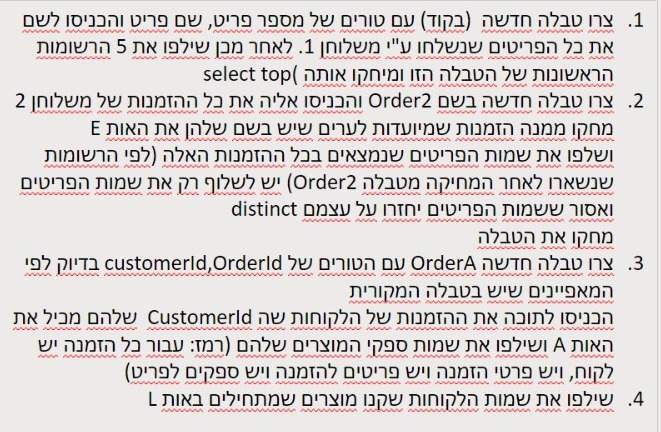 1. צרו טבלה חדשה (בקוד) עם טורים של מספר פריט, שם פריט והכניסו לשם
את כל הפריטים שנשלחו ע"י משלוחן 1. לאחר מכן שילפו את 5 הרשומות
הראשונות של הטבלה הזו ומיחקו אותה (select top
2. צרו טבלה חדשה בשם Order2 והכניסו אליה את כל ההזמנות של משלוחן 2
מחקו ממנה הזמנות שמיועדות לערים שיש בשם שלהן את האות E
ושלפו את שמות הפריטים שנמצאים בכל ההזמנות האלה (לפי הרשומות
שנשארו לאחר המחיקה מטבלה Order2) יש לשלוף רק את שמות הפריטים
ואסור ששמות הפריטים יחזרו על עצמם distinct
מחקו את הטבלה
3. צרו טבלה חדשה OrderA עם הטורים של customerId,OrderId בדיוק לפי
המאפיינים שיש בטבלה המקורית
הכניסו לתוכה את ההזמנות של הלקוחות שה CustomerId שלהם מכיל את
האות A ושילפו את שמות ספקי המוצרים שלהם (רמז: עבור כל הזמנה יש
לקוח, ויש פרטי הזמנה ויש פריטים להזמנה ויש ספקים לפריט)
4. שילפו את שמות הלקוחות שקנו מוצרים שמתחילים באות L